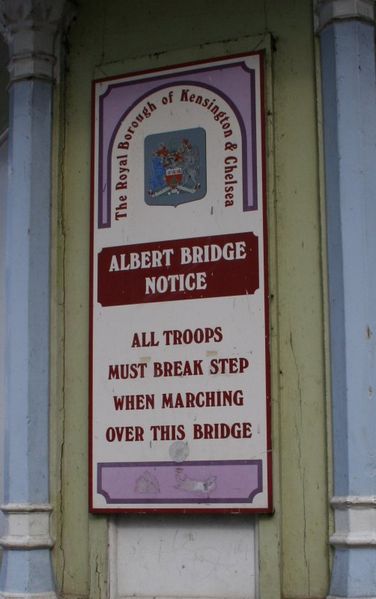 The Royal Borough of Kensington & Chelsea
ALBERT BRIDGE
NOTICE
ALL TROOPS
MUST BREAK STEP
WHEN MARCHING
OVER THIS BRIDGE